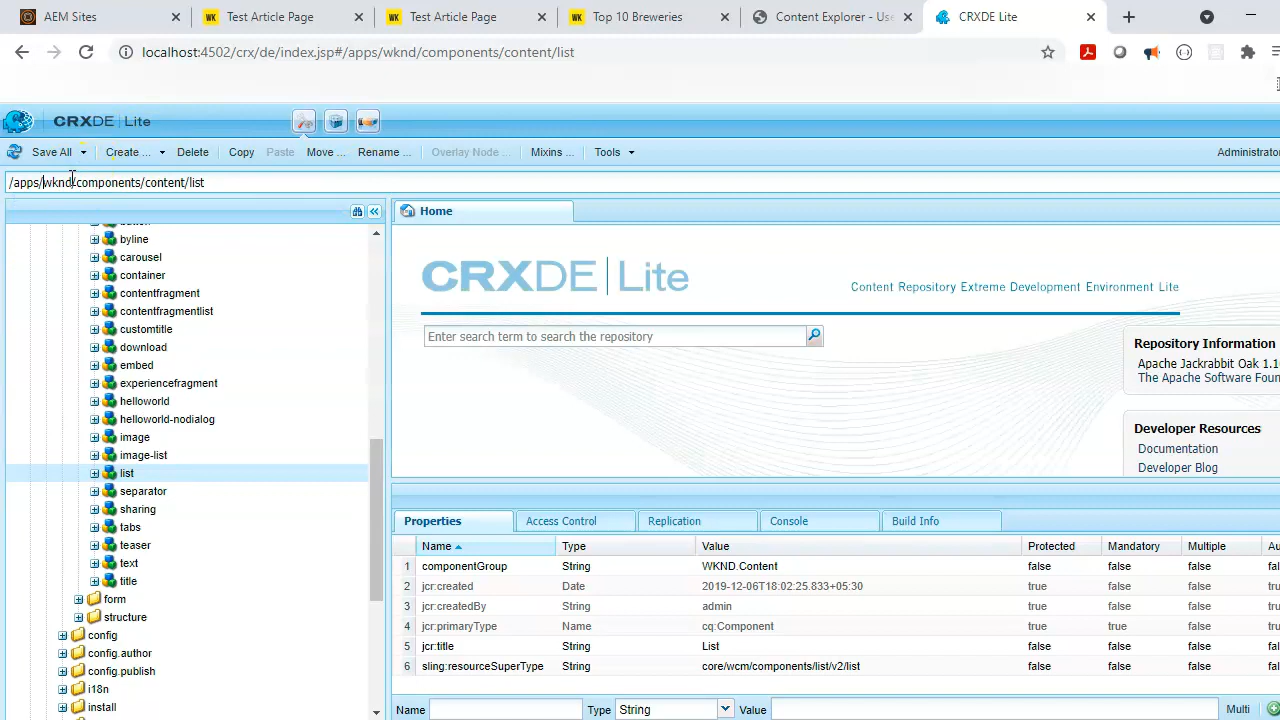 AEM Sites
Test Article Page
Test Article Page
Top 10 Breweries
Content Explorer - Use
CRXDE Lite
localhost:4502/crx/de/index.jsp#/apps/wknd/components/content/list
CRXDE | Lite
Save All
Create ...
Delete
Copy
Paste
Move ...
Rename ...
Overlay Node ...
Mixins ...
Tools
Administrato
/apps/wknd/components/content/list
byline
carousel
container
contentfragment
contentfragmentlist
customtitle
download
embed
experiencefragment
helloworld
helloworld-nodialog
image
image-list
list
separator
sharing
tabs
teaser
text
title
form
structure
config
config.author
config.publish
i18n
install
Home
CRXDE | Lite
Content Repository Extreme Development Environment Lite
Enter search term to search the repository
Repository Information
Apache Jackrabbit Oak 1.1
The Apache Software Foun
Developer Resources
Documentation
Developer Blog
Properties
Access Control
Replication
Console
Build Info
Name Type Value Protected Mandatory Multiple Au
1 componentGroup String WKND.Content false false false fals
2 jcr:created Date 2019-12-06T18:02:25.833+05:30 true false false true
3 jcr:createdBy String admin true false false true
4 jcr:primaryType Name cq:Component true true false true
5 jcr:title String List false false false fals
6 sling:resourceSuperType String core/wcm/components/list/v2/list false false false fals
Name Type String Value Multi